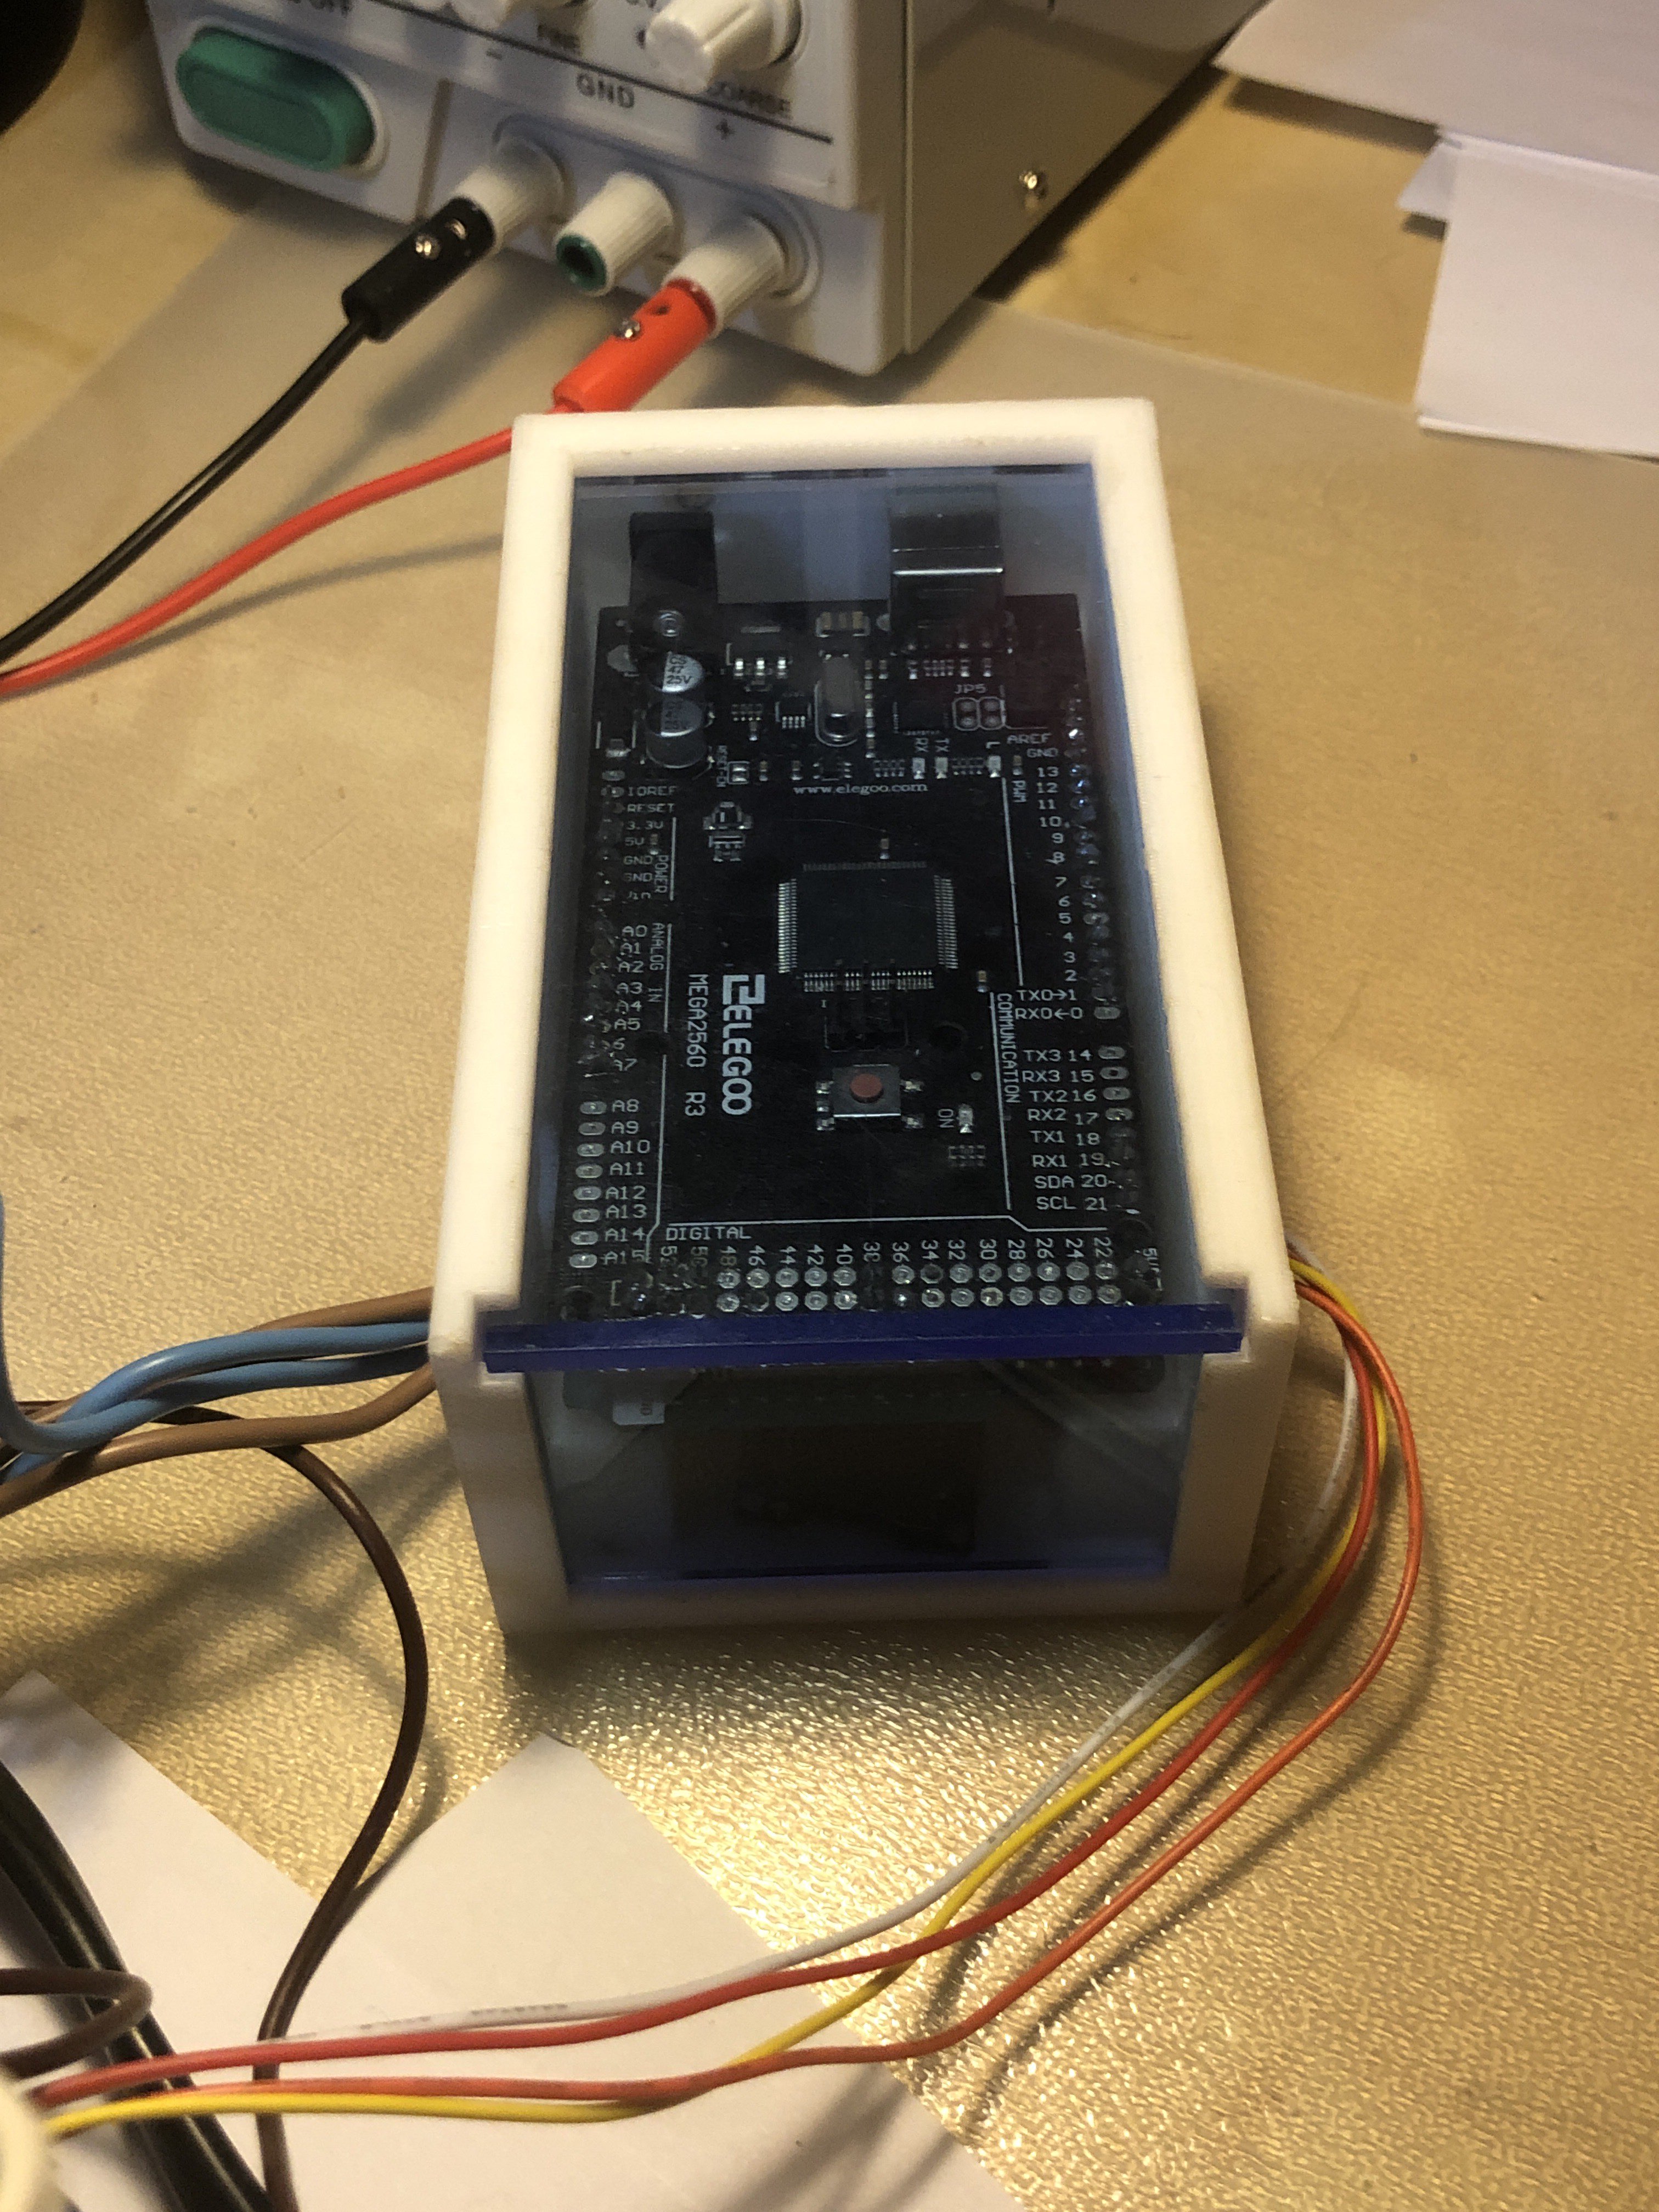 FINE
GND
COARSE
−
+
25V
JP5
RX
TX
L
AREF
GND
13
12
11
10
9
8
7
6
5
4
3
2
TX0→1
RX0←0
PWM
www.elegoo.com
IOREF
RESET
3.3V
5V
GND
GND
POWER
A0
A1
A2
A3
A4
A5
A7
ANALOG IN
A8
A9
A10
A11
A12
A13
A14
A15
MEGA2560 R3
ELEGOO
ON
COMMUNICATION
TX3 14
RX3 15
TX2 16
RX2 17
TX1 18
RX1 19
SDA 20
SCL 21
DIGITAL
48
46
44
42
40
38
36
34
32
30
28
26
24
22
5V